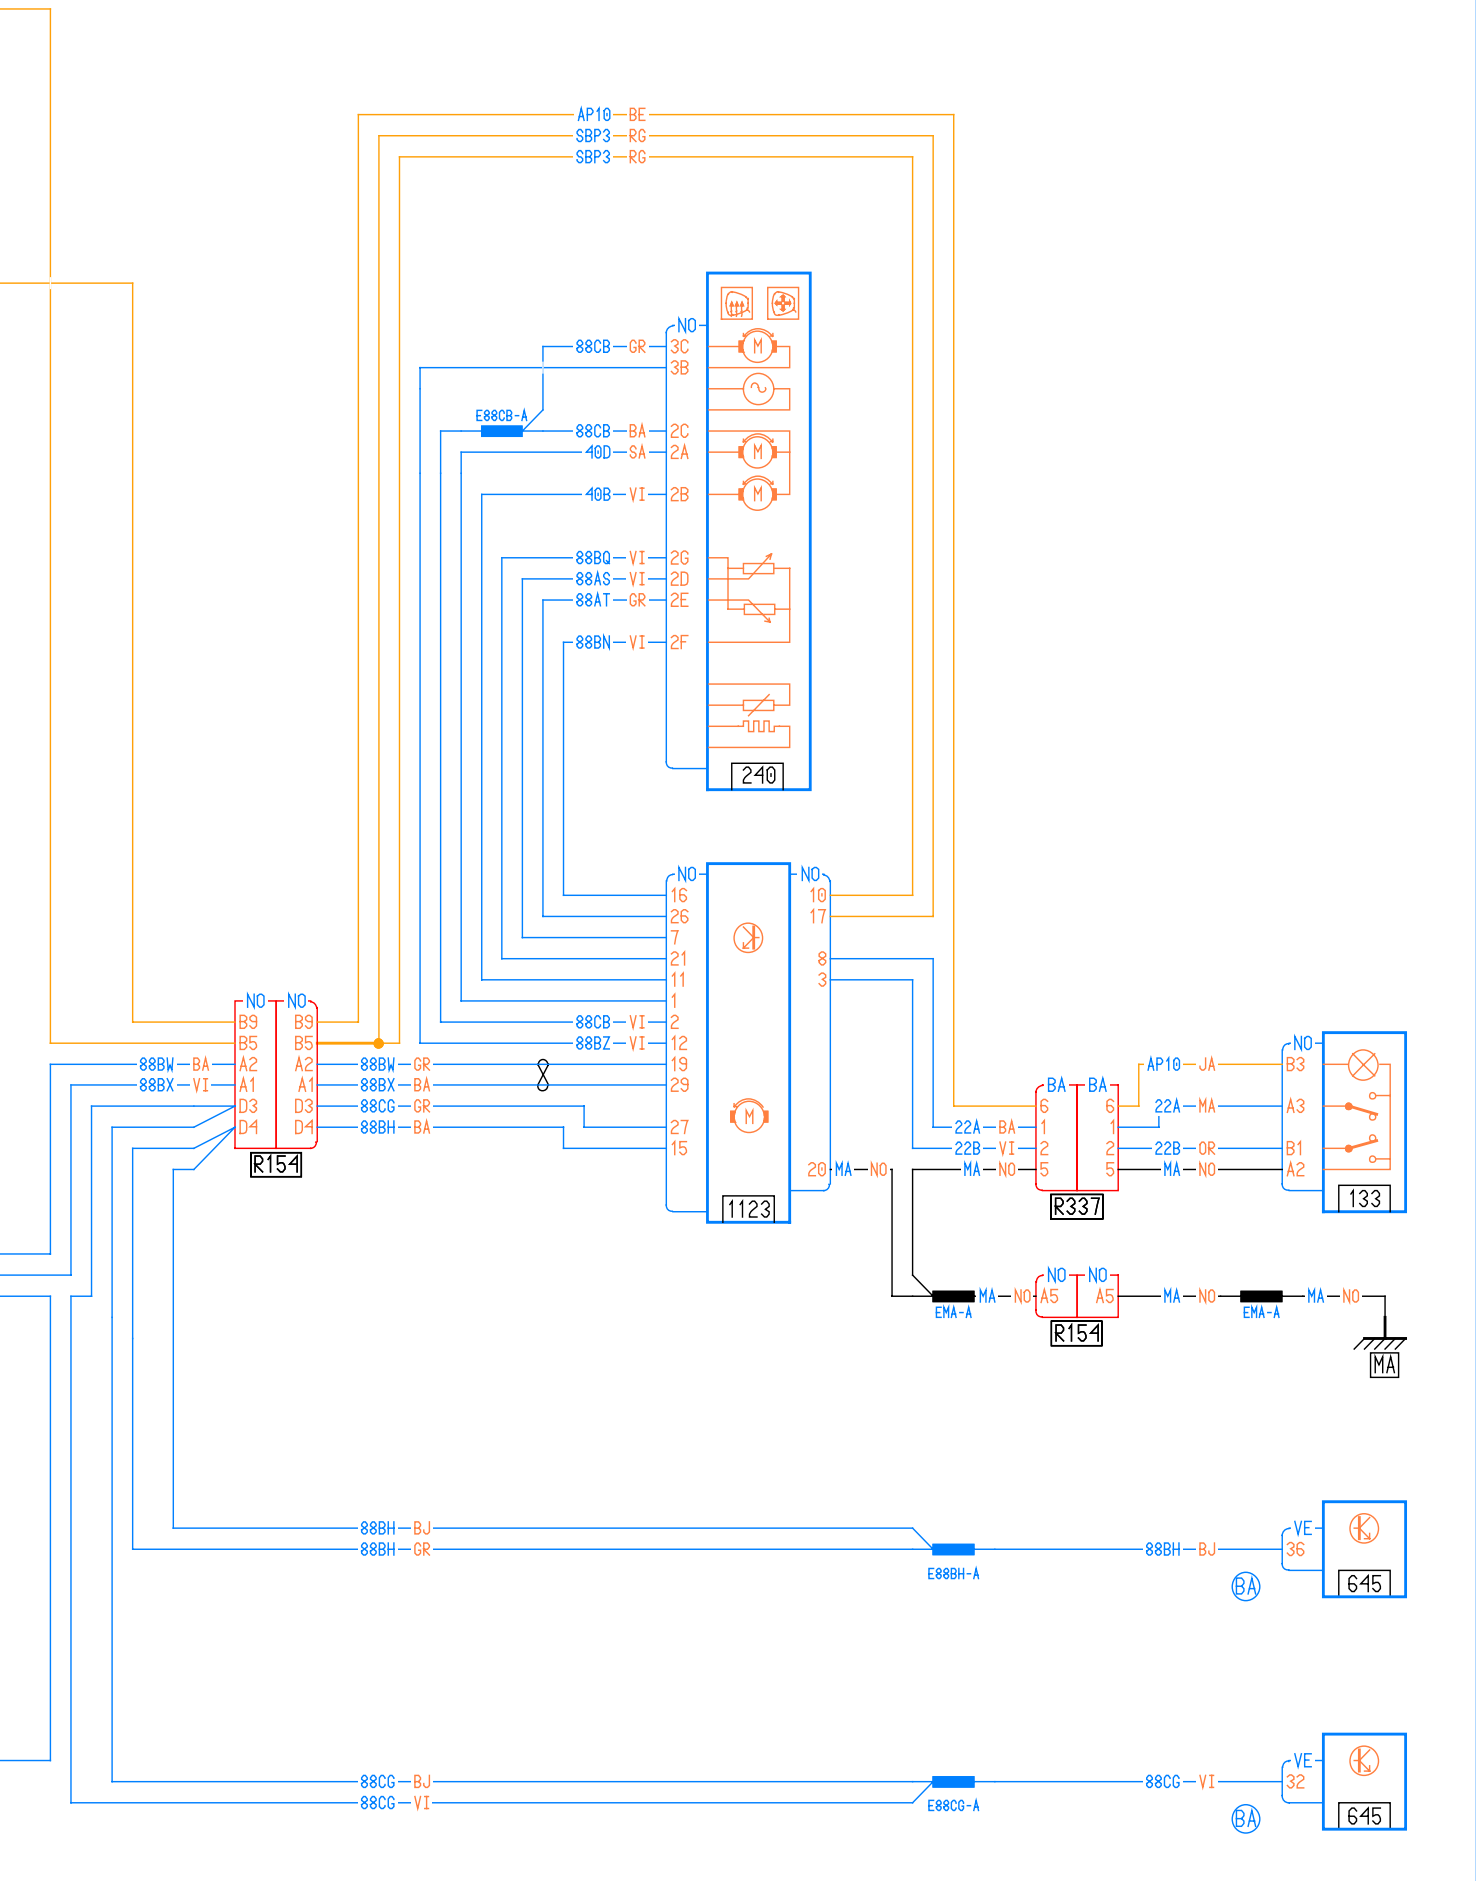 AP10 BE
SBP3 RG
SBP3 RG
NO
88CB GR 3C
3B
E88CB-A
88CB BA 2C
40D SA 2A
40B VI 2B
88BQ VI 2G
88AS VI 2D
88AT GR 2E
88BN VI 2F
240
NO NO
16 10
26 17
7
21 8
11 3
1
88CB VI 2
88BZ VI 12
19
29
27
15
20 MA NO
1123
NO NO
B9 B9
B5 B5
88BW BA A2 A2 88BW GR
88BX VI A1 A1 88BX BA
D3 D3 88CG GR
D4 D4 88BH BA
R154
BA BA
6 6 AP10 JA B3
22A BA 1 1 22A MA A3
22B VI 2 2 22B OR B1
MA NO 5 5 MA NO A2
R337
NO
133
NO NO
MA NO A5 A5 MA NO MA NO
EMA-A EMA-A
R154
MA
88BH BJ
88BH GR
E88BH-A
88BH BJ 36
VE
BA
645
88CG BJ
88CG VI
E88CG-A
88CG VI 32
VE
BA
645